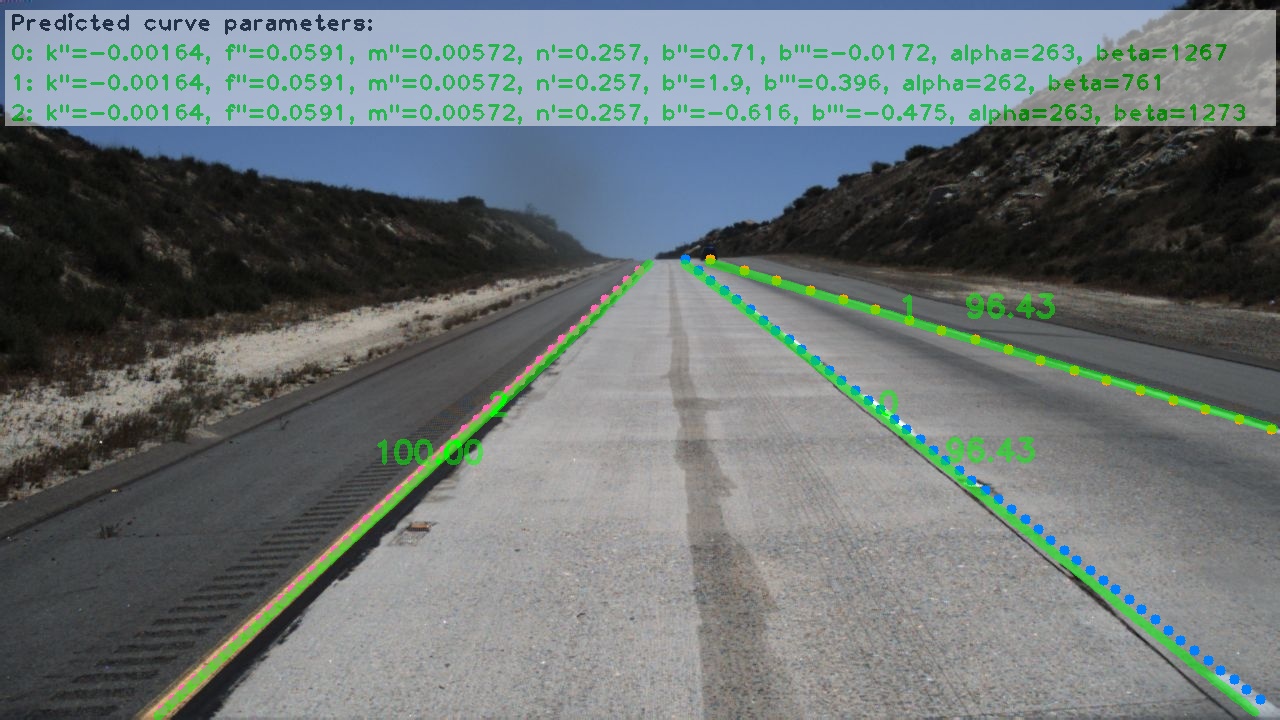 Predicted curve parameters:
0: k''=-0.00164, f''=0.0591, m''=0.00572, n'=0.257, b''=0.71, b'''=-0.0172, alpha=263, beta=1267
1: k''=-0.00164, f''=0.0591, m''=0.00572, n'=0.257, b''=1.9, b'''=0.396, alpha=262, beta=761
2: k''=-0.00164, f''=0.0591, m''=0.00572, n'=0.257, b''=-0.616, b'''=-0.475, alpha=263, beta=1273
1 96.43
2 0
100.00 96.43